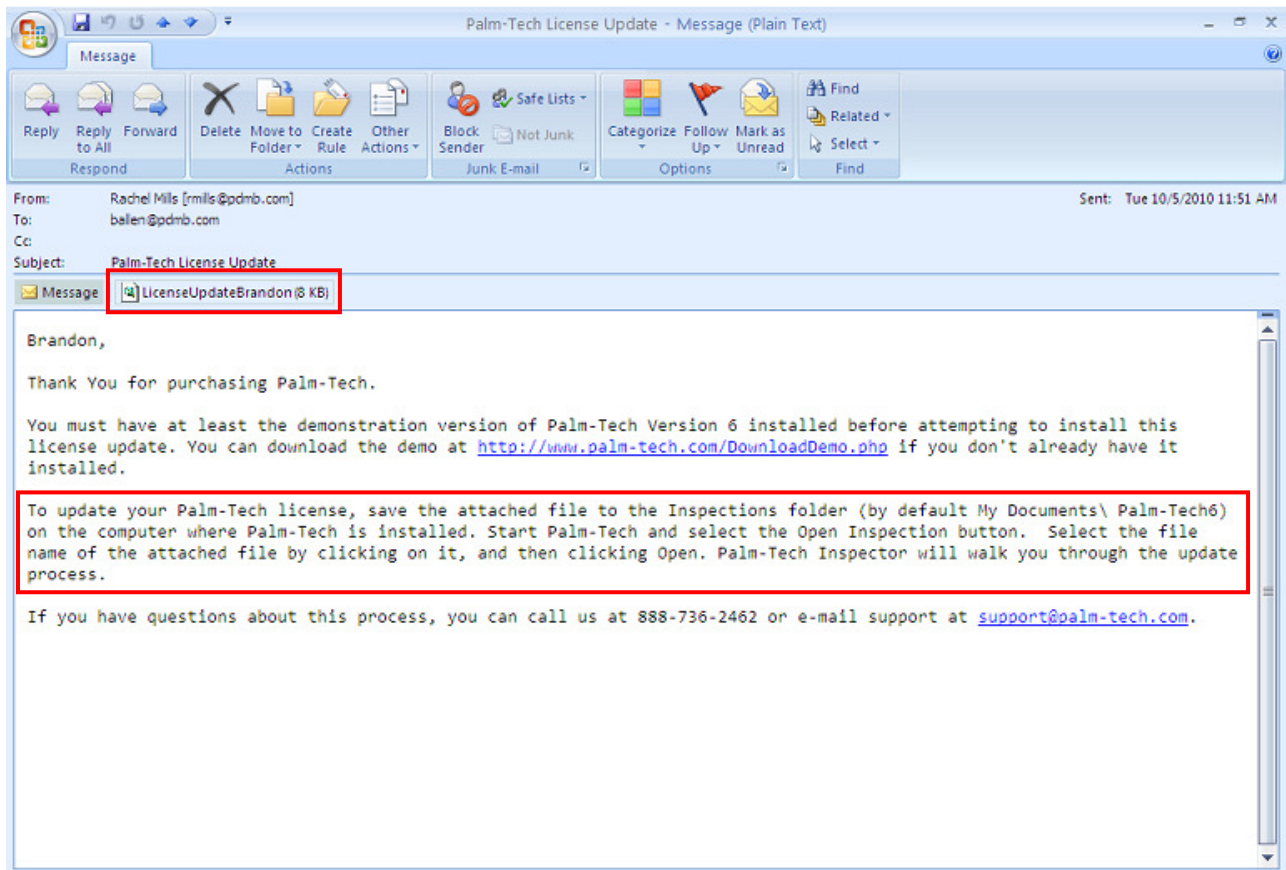 Palm-Tech License Update - Message (Plain Text)
Message
Reply Reply to All Forward
Delete Move to Folder Create Rule Other Actions
Block Sender Safe Lists Not Junk
Categorize Follow Up Mark as Unread
Find
Related
Select
Respond Actions Junk E-mail Options Find
From: Rachel Mills [rmills@pdmb.com] Sent: Tue 10/5/2010 11:51 AM
To: ballen@pdmb.com
Cc:
Subject: Palm-Tech License Update
Message LicenseUpdateBrandon (8 KB)
Brandon,
Thank You for purchasing Palm-Tech.
You must have at least the demonstration version of Palm-Tech Version 6 installed before attempting to install this
license update. You can download the demo at http://www.palm-tech.com/DownloadDemo.php if you don't already have it
installed.
To update your Palm-Tech license, save the attached file to the Inspections folder (by default My Documents\ Palm-Tech6)
on the computer where Palm-Tech is installed. Start Palm-Tech and select the Open Inspection button.  Select the file
name of the attached file by clicking on it, and then clicking Open. Palm-Tech Inspector will walk you through the update
process.
If you have questions about this process, you can call us at 888-736-2462 or e-mail support at support@palm-tech.com.